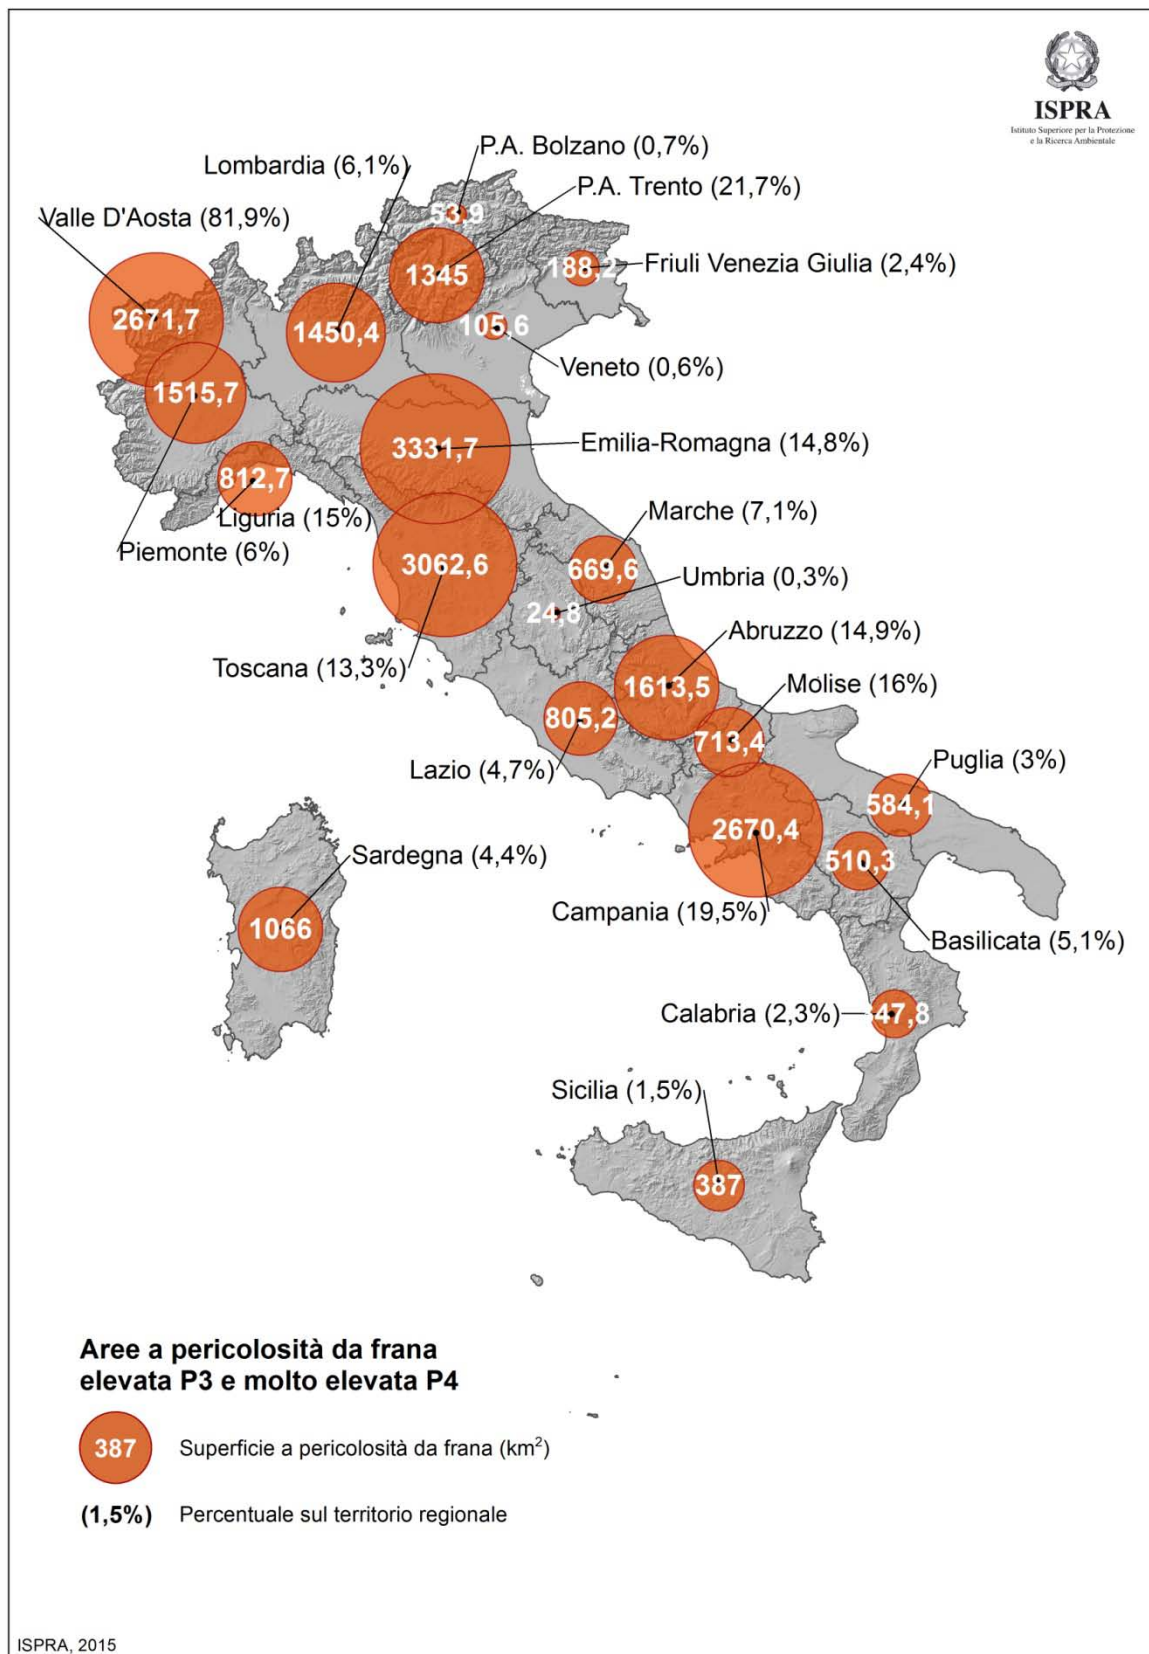 ISPRA
Istituto Superiore per la Protezione
e la Ricerca Ambientale
P.A. Bolzano (0,7%)
Lombardia (6,1%)
P.A. Trento (21,7%)
Valle D'Aosta (81,9%)
53,9
1345
188,2
Friuli Venezia Giulia (2,4%)
2671,7
1450,4
105,6
Veneto (0,6%)
1515,7
3331,7
Emilia-Romagna (14,8%)
812,7
Liguria (15%)
Marche (7,1%)
Piemonte (6%)
3062,6
669,6
Umbria (0,3%)
24,8
Abruzzo (14,9%)
Toscana (13,3%)
1613,5
Molise (16%)
805,2
713,4
Lazio (4,7%)
Puglia (3%)
584,1
2670,4
Sardegna (4,4%)
510,3
Campania (19,5%)
1066
Basilicata (5,1%)
Calabria (2,3%)
47,8
Sicilia (1,5%)
387
Aree a pericolosità da frana
elevata P3 e molto elevata P4
387
Superficie a pericolosità da frana (km²)
(1,5%)
Percentuale sul territorio regionale
ISPRA, 2015